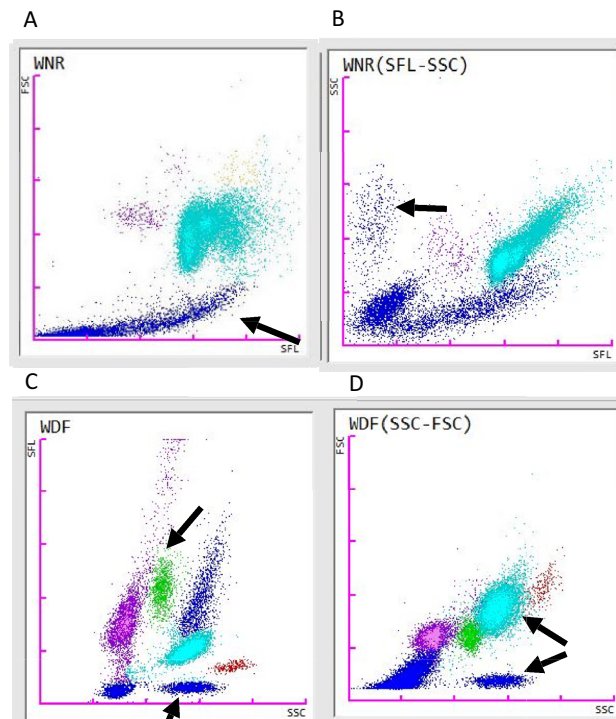 A
B
WNR
FSC
SFL
WNR(SFL-SSC)
SSC
SFL
C
D
WDF
SFL
SSC
WDF(SSC-FSC)
FSC
SSC